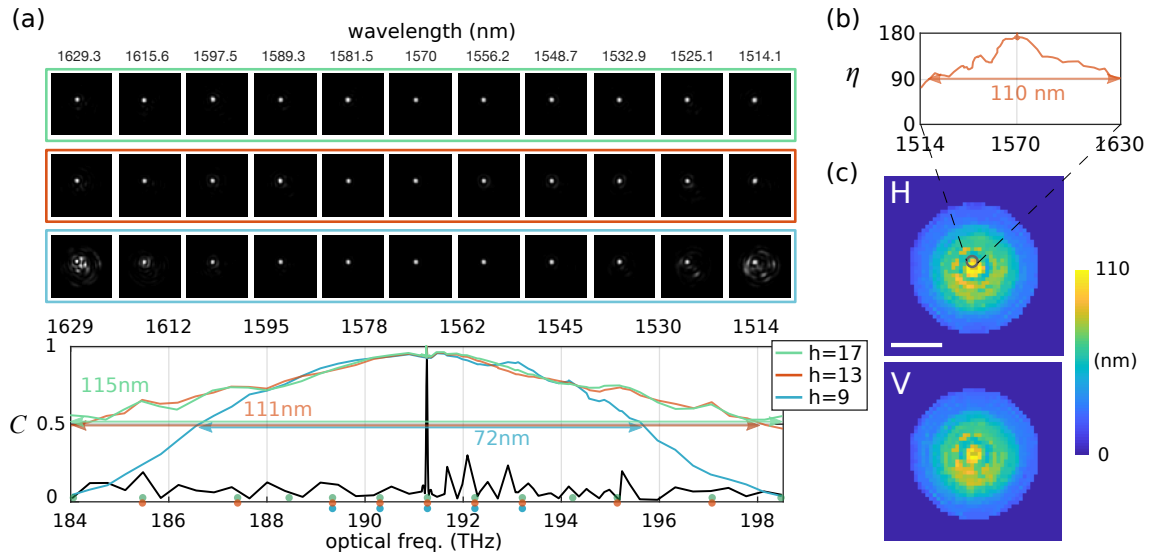 (a)
wavelength (nm)
1629.3 1615.6 1597.5 1589.3 1581.5 1570 1556.2 1548.7 1532.9 1525.1 1514.1
1629 1612 1595 1578 1562 1545 1530 1514
1
0.5
0
C
115nm
111nm
72nm
h=17
h=13
h=9
184 186 188 190 192 194 196 198
optical freq. (THz)
(b)
180
90
0
η
110 nm
1514 1570 1630
(c)
H
V
110
(nm)
0